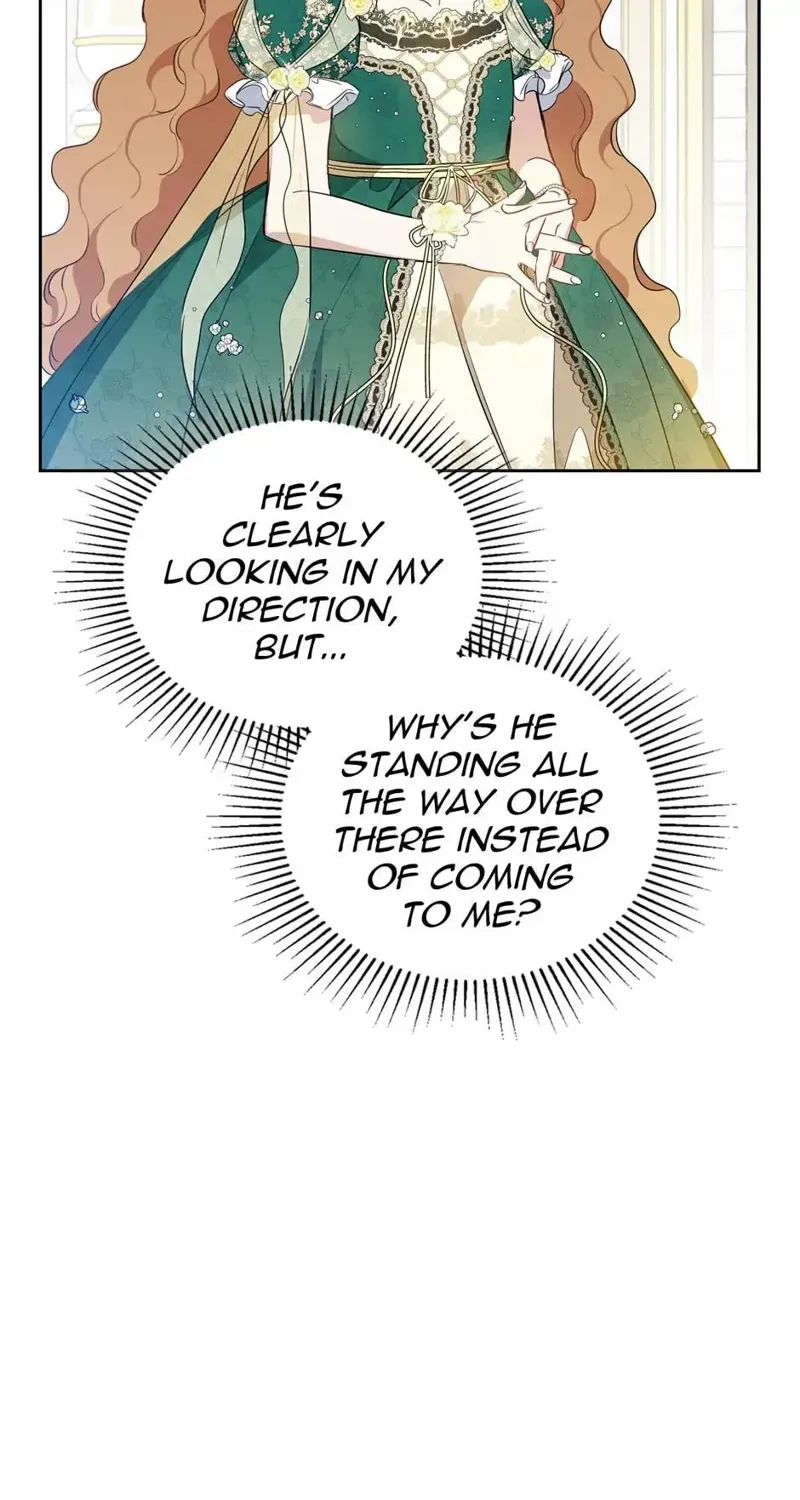 HE'S
CLEARLY
LOOKING IN MY
DIRECTION,
BUT...
WHY'S HE
STANDING ALL
THE WAY OVER
THERE INSTEAD
OF COMING
TO ME?